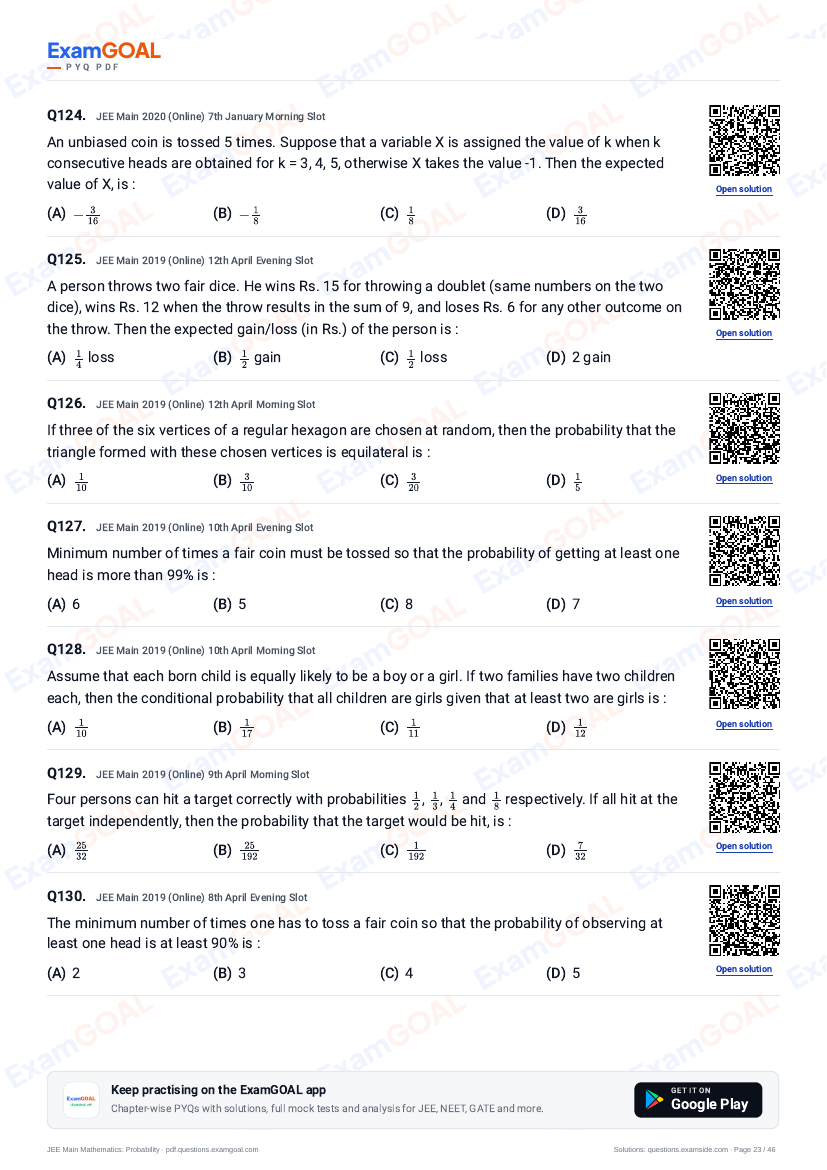 ExamGOAL
PYQ PDF
Q124. JEE Main 2020 (Online) 7th January Morning Slot
An unbiased coin is tossed 5 times. Suppose that a variable X is assigned the value of k when k
consecutive heads are obtained for k = 3, 4, 5, otherwise X takes the value -1. Then the expected
value of X, is :
(A) −3/16 (B) −1/8 (C) 1/8 (D) 3/16
Open solution
Q125. JEE Main 2019 (Online) 12th April Evening Slot
A person throws two fair dice. He wins Rs. 15 for throwing a doublet (same numbers on the two
dice), wins Rs. 12 when the throw results in the sum of 9, and loses Rs. 6 for any other outcome on
the throw. Then the expected gain/loss (in Rs.) of the person is :
(A) 1/4 loss (B) 1/2 gain (C) 1/2 loss (D) 2 gain
Open solution
Q126. JEE Main 2019 (Online) 12th April Morning Slot
If three of the six vertices of a regular hexagon are chosen at random, then the probability that the
triangle formed with these chosen vertices is equilateral is :
(A) 1/10 (B) 3/10 (C) 3/20 (D) 1/5
Open solution
Q127. JEE Main 2019 (Online) 10th April Evening Slot
Minimum number of times a fair coin must be tossed so that the probability of getting at least one
head is more than 99% is :
(A) 6 (B) 5 (C) 8 (D) 7
Open solution
Q128. JEE Main 2019 (Online) 10th April Morning Slot
Assume that each born child is equally likely to be a boy or a girl. If two families have two children
each, then the conditional probability that all children are girls given that at least two are girls is :
(A) 1/10 (B) 1/17 (C) 1/11 (D) 1/12
Open solution
Q129. JEE Main 2019 (Online) 9th April Morning Slot
Four persons can hit a target correctly with probabilities 1/2, 1/3, 1/4 and 1/8 respectively. If all hit at the
target independently, then the probability that the target would be hit, is :
(A) 25/32 (B) 25/192 (C) 1/192 (D) 7/32
Open solution
Q130. JEE Main 2019 (Online) 8th April Evening Slot
The minimum number of times one has to toss a fair coin so that the probability of observing at
least one head is at least 90% is :
(A) 2 (B) 3 (C) 4 (D) 5
Open solution
ExamGOAL
Keep practising on the ExamGOAL app
Chapter-wise PYQs with solutions, full mock tests and analysis for JEE, NEET, GATE and more.
GET IT ON
Google Play
JEE Main Mathematics: Probability · pdf.questions.examgoal.com
Solutions: questions.examside.com · Page 23 / 46